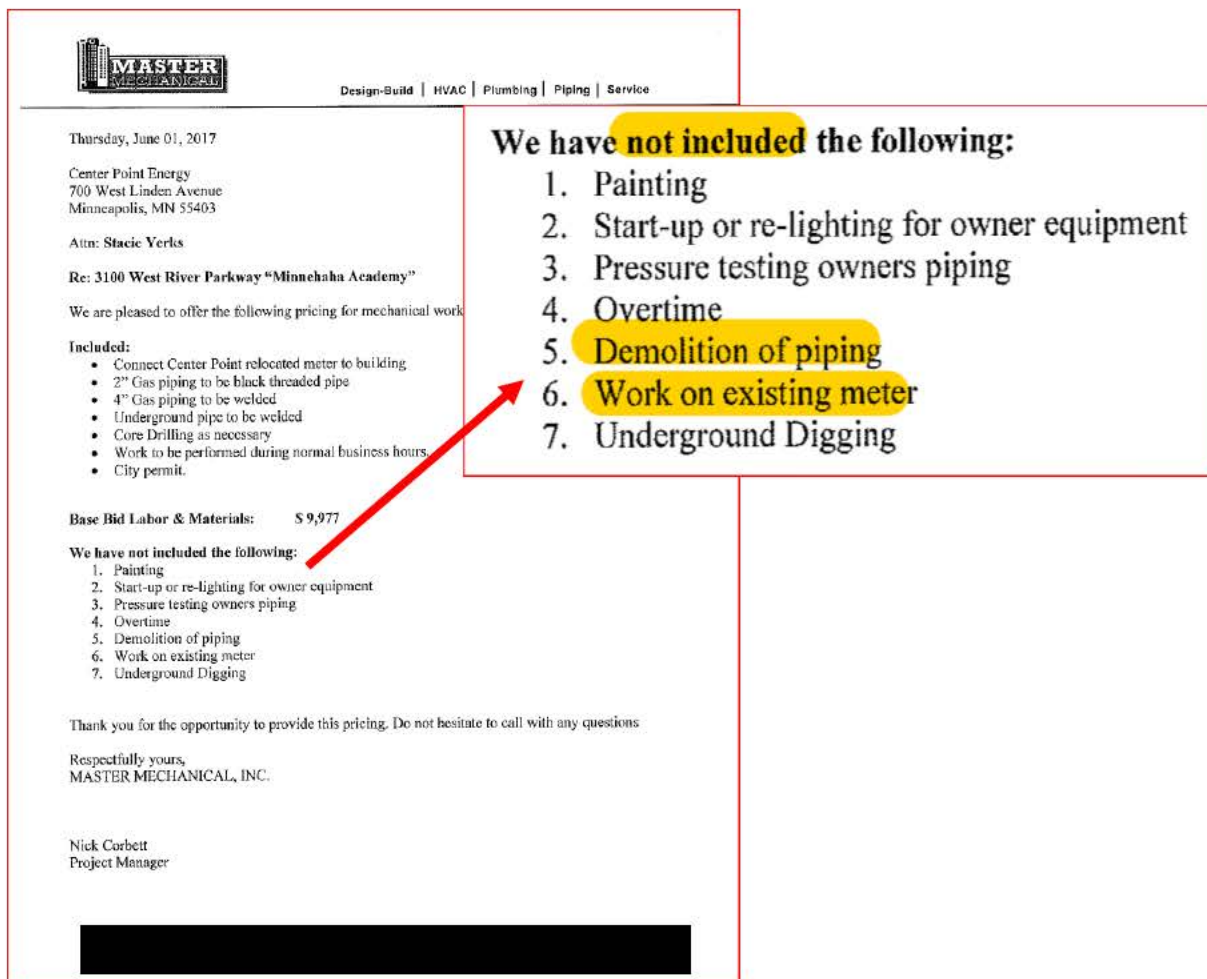 MASTER
MECHANICAL
Design-Build | HVAC | Plumbing | Piping | Service
Thursday, June 01, 2017
Center Point Energy
700 West Linden Avenue
Minneapolis, MN 55403
Attn: Stacie Yerks
Re: 3100 West River Parkway “Minnehaha Academy”
We are pleased to offer the following pricing for mechanical work
Included:
• Connect Center Point relocated meter to building
• 2” Gas piping to be black threaded pipe
• 4” Gas piping to be welded
• Underground pipe to be welded
• Core Drilling as necessary
• Work to be performed during normal business hours.
• City permit.
Base Bid Labor & Materials: $ 9,977
We have not included the following:
1. Painting
2. Start-up or re-lighting for owner equipment
3. Pressure testing owners piping
4. Overtime
5. Demolition of piping
6. Work on existing meter
7. Underground Digging
Thank you for the opportunity to provide this pricing. Do not hesitate to call with any questions
Respectfully yours,
MASTER MECHANICAL, INC.
Nick Corbett
Project Manager
We have not included the following:
1. Painting
2. Start-up or re-lighting for owner equipment
3. Pressure testing owners piping
4. Overtime
5. Demolition of piping
6. Work on existing meter
7. Underground Digging